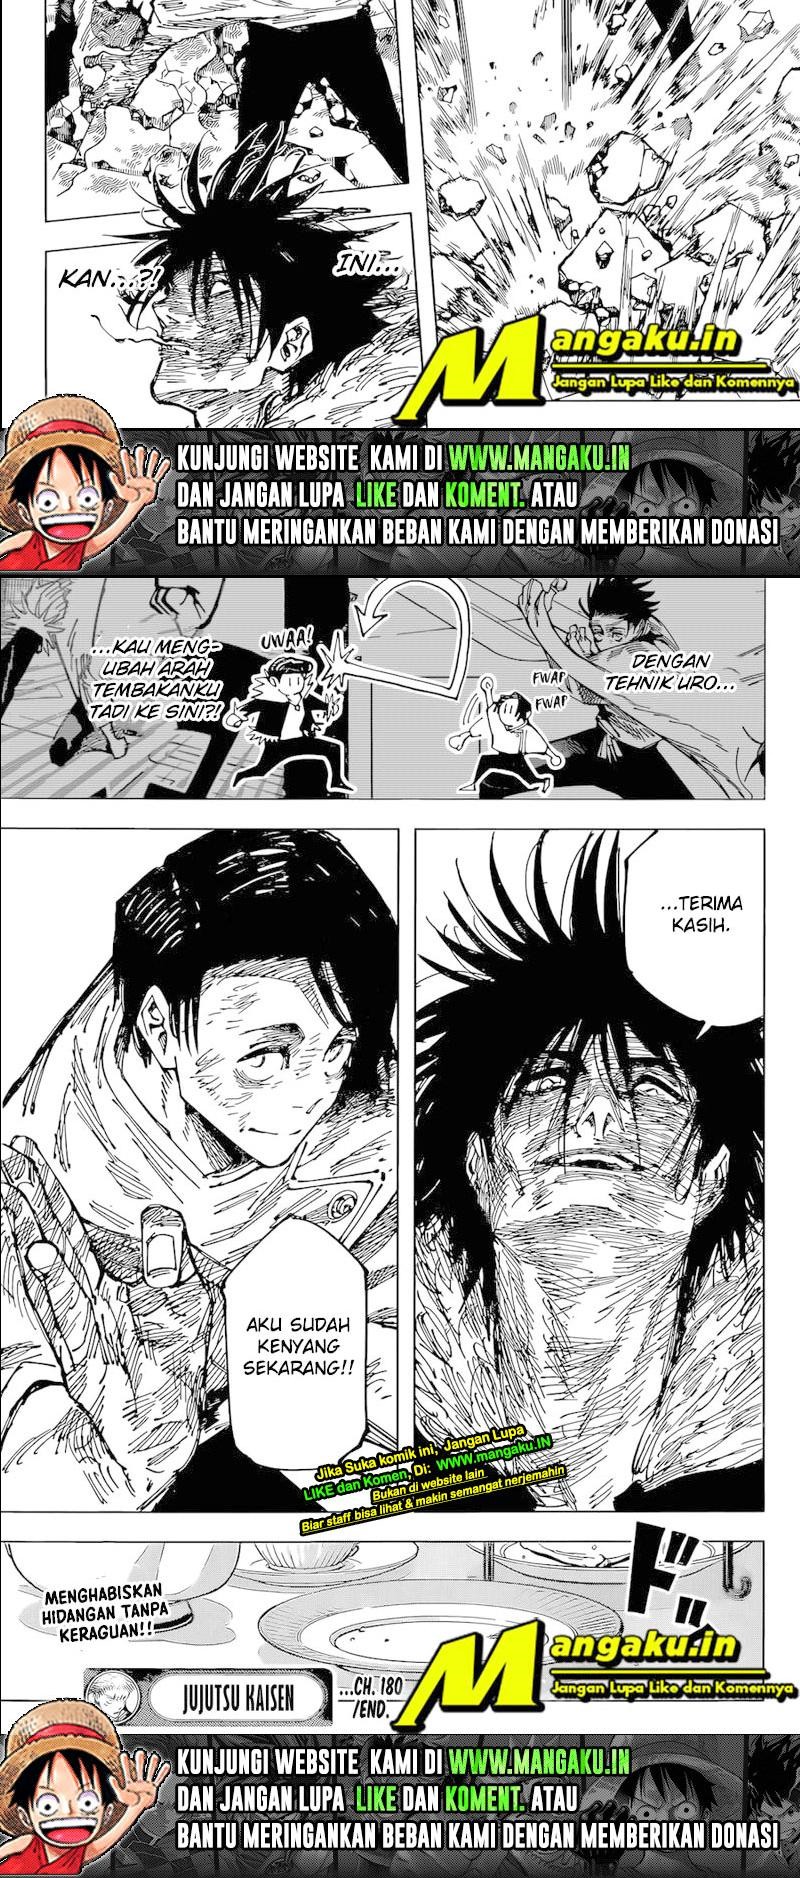 INI...
KAN...?!
Mangaku.in
Jangan Lupa Like dan Komennya
KUNJUNGI WEBSITE KAMI DI WWW.MANGAKU.IN
DAN JANGAN LUPA LIKE DAN KOMENT. ATAU
BANTU MERINGANKAN BEBAN KAMI DENGAN MEMBERIKAN DONASI
DENGAN
TEHNIK URO...
FWAP
FWAP
UWAA!
...KAU MENG-
UBAH ARAH
TEMBAKANKU
TADI KE SINI?!
...TERIMA
KASIH.
AKU SUDAH
KENYANG
SEKARANG!!
Jika Suka komik ini, Jangan Lupa
LIKE dan Komen, Di: WWW.mangaku.IN
Bukan di website lain
Biar staff bisa lihat & makin semangat nerjemahin
ドドッ
MENGHABISKAN
HIDANGAN TANPA
KERAGUAN!!
JUJUTSU KAISEN
...CH. 180
/END.
Mangaku.in
Jangan Lupa Like dan Komennya
KUNJUNGI WEBSITE KAMI DI WWW.MANGAKU.IN
DAN JANGAN LUPA LIKE DAN KOMENT. ATAU
BANTU MERINGANKAN BEBAN KAMI DENGAN MEMBERIKAN DONASI